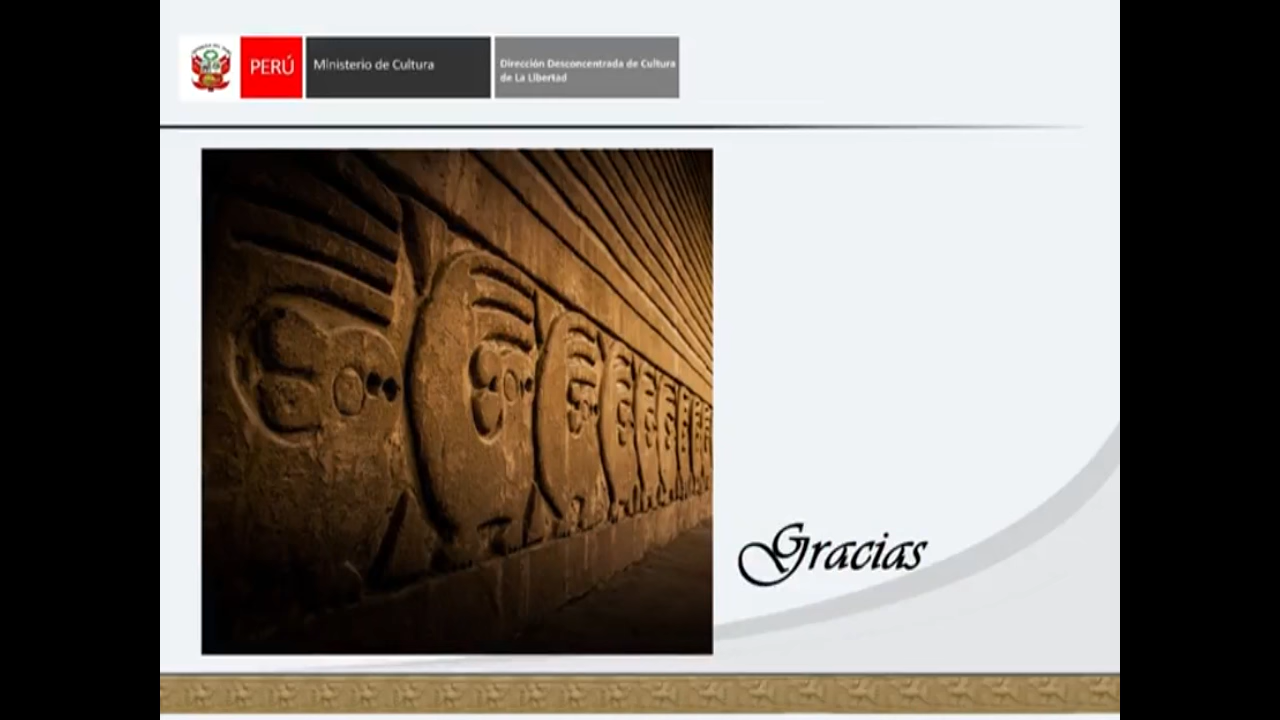 PERÚ
Ministerio de Cultura
Dirección Desconcentrada de Cultura
de La Libertad
Gracias